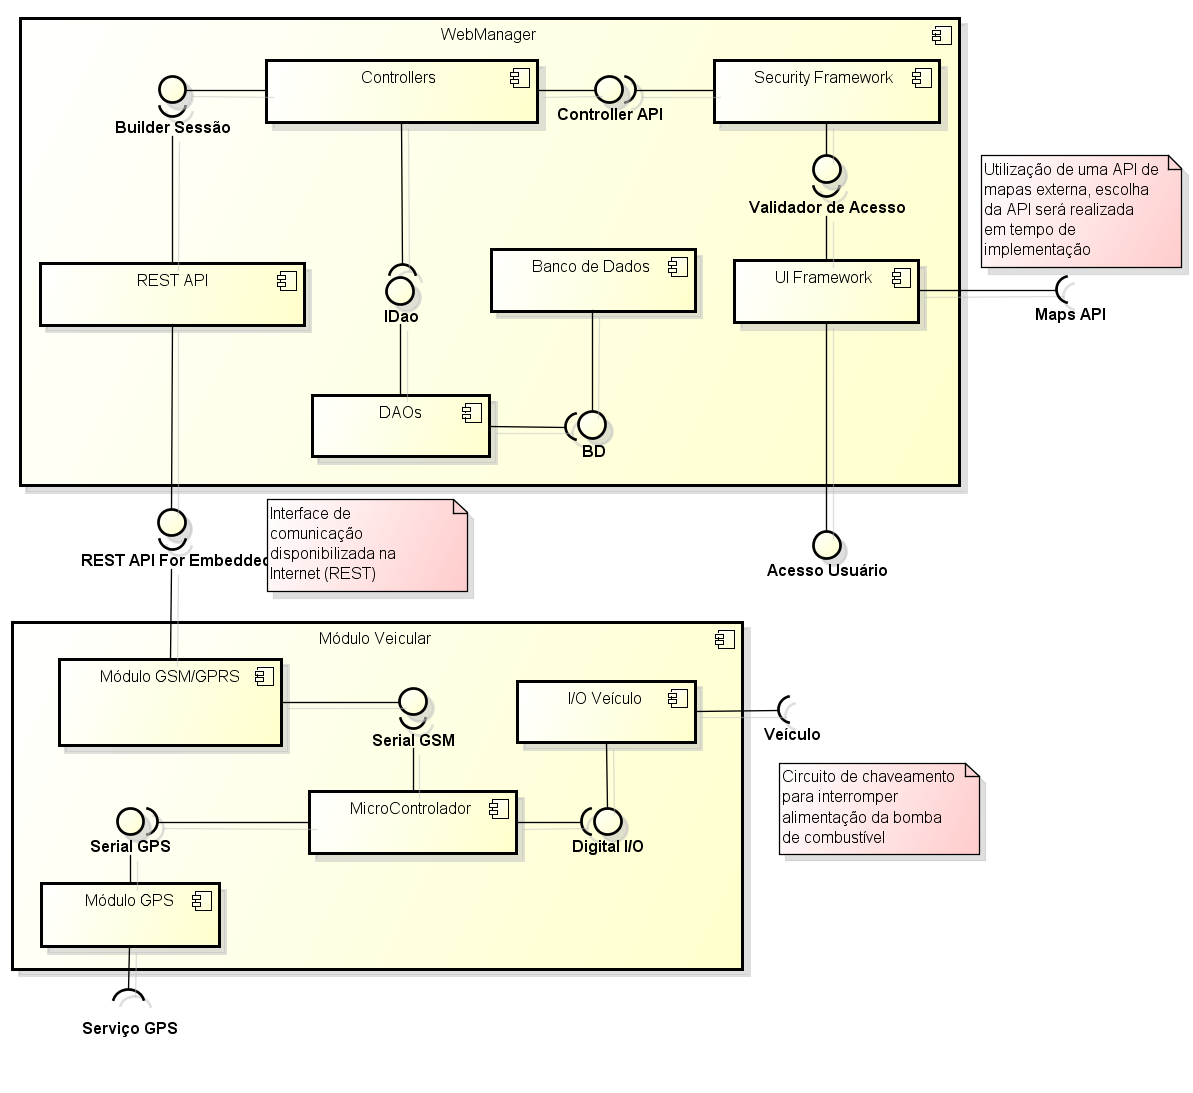 WebManager
Controllers
Security Framework
Builder Sessão
Controller API
Validador de Acesso
Utilização de uma API de
mapas externa, escolha
da API será realizada
em tempo de
implementação
REST API
Banco de Dados
UI Framework
IDao
Maps API
DAOs
BD
Interface de
comunicação
disponibilizada na
Internet (REST)
REST API For Embedded
Acesso Usuário
Módulo Veicular
Módulo GSM/GPRS
I/O Veículo
Serial GSM
Veículo
Circuito de chaveamento
para interromper
alimentação da bomba
de combustível
MicroControlador
Serial GPS
Digital I/O
Módulo GPS
Serviço GPS